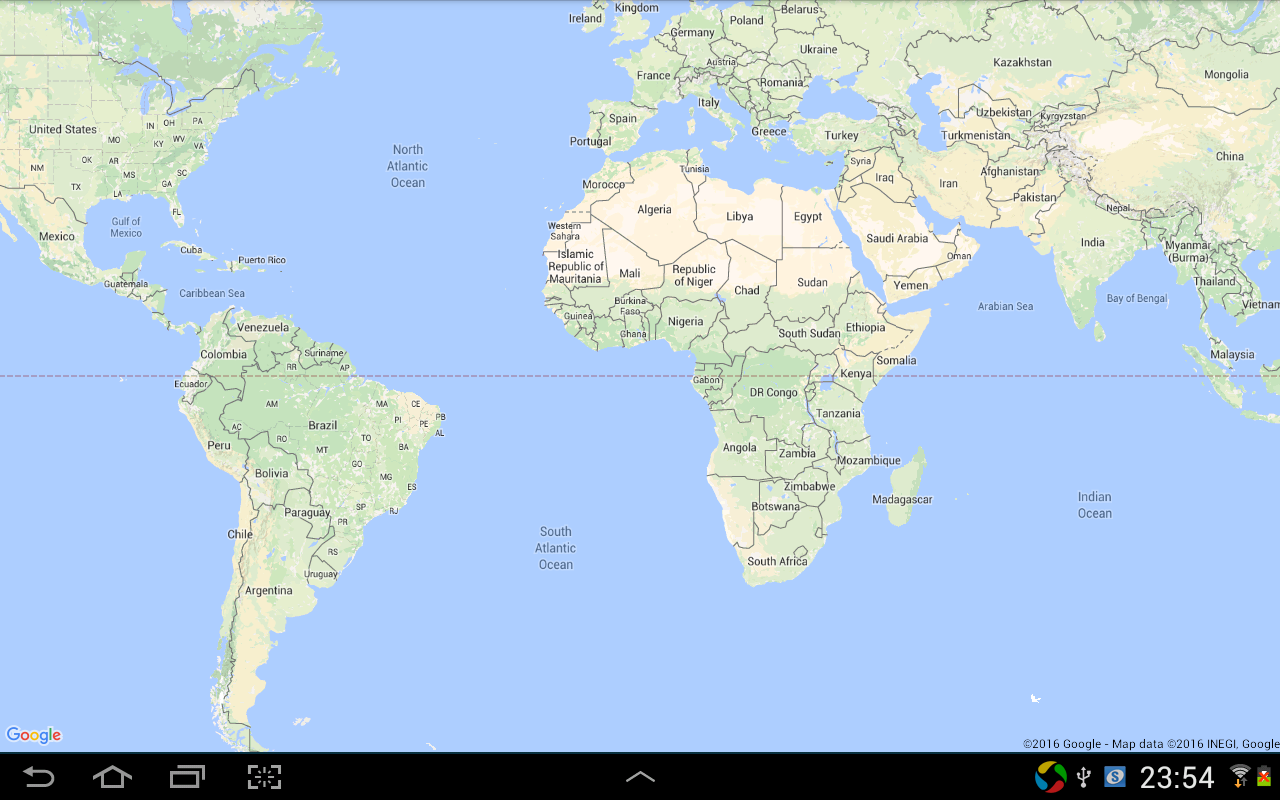 Kingdom
Ireland
Belarus
Poland
Germany
Ukraine
Austria
Kazakhstan
France
Mongolia
Romania
Italy
Uzbekistan
Kyrgyzstan
Spain
OH
PA
IN
United States
Greece
Turkey
Turkmenistan
Portugal
MO
KY
WV
VA
North
Atlantic
Ocean
China
OK
AR
Syria
Tunisia
Afghanistan
NM
MS
SC
Iraq
Iran
TX
GA
Morocco
Pakistan
LA
FL
Algeria
Libya
Egypt
Nepal
Gulf of
Mexico
Western
Sahara
Mexico
Saudi Arabia
India
Myanmar
(Burma)
Cuba
Puerto Rico
Islamic
Republic of
Mauritania
Oman
Mali
Republic
of Niger
Guatemala
Chad
Sudan
Yemen
Thailand
Caribbean Sea
Burkina
Faso
Arabian Sea
Bay of Bengal
Vietnam
Guinea
Nigeria
Venezuela
Ghana
South Sudan
Ethiopia
Colombia
Suriname
Malaysia
RR
AP
Somalia
Ecuador
Gabon
Kenya
DR Congo
AM
MA
CE
Tanzania
PI
PE
PB
AC
Brazil
AL
RO
TO
Peru
MT
BA
Angola
Zambia
Mozambique
GO
Bolivia
MG
ES
Zimbabwe
Madagascar
Indian
Ocean
Paraguay
SP
RJ
Botswana
PR
Chile
South
Atlantic
Ocean
RS
South Africa
Uruguay
Argentina
Google
©2016 Google - Map data ©2016 INEGI, Google
23:54